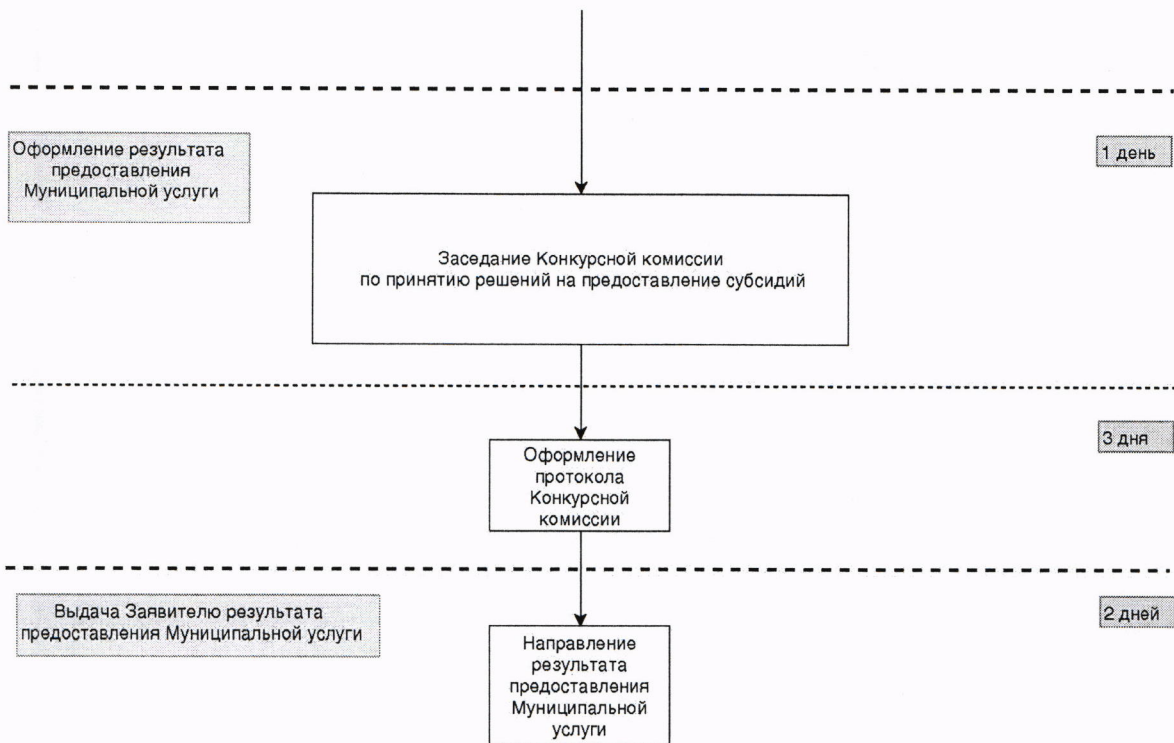 Оформление результата
предоставления
Муниципальной услуги
1 день
Заседание Конкурсной комиссии
по принятию решений на предоставление субсидий
3 дня
Оформление
протокола
Конкурсной
комиссии
Выдача Заявителю результата
предоставления Муниципальной услуги
2 дней
Направление
результата
предоставления
Муниципальной
услуги